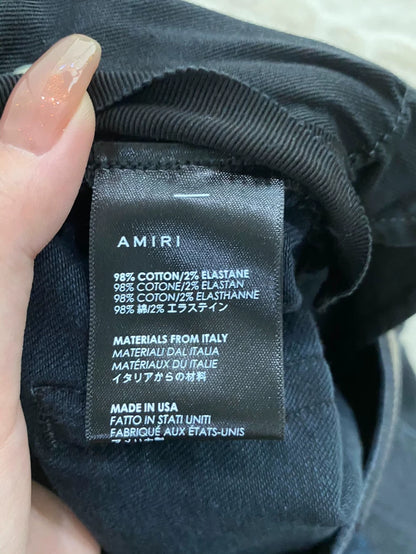 AMIRI
98% COTTON/2% ELASTANE
98% COTONE/2% ELASTAN
98% COTON/2% ELASTHANNE
98% 綿/2% エラステイン
MATERIALS FROM ITALY
MATERIALI DAL ITALIA
MATÉRIAUX DU ITALIE
イタリアからの材料
MADE IN USA
FATTO IN STATI UNITI
FABRIQUÉ AUX ÉTATS-UNIS